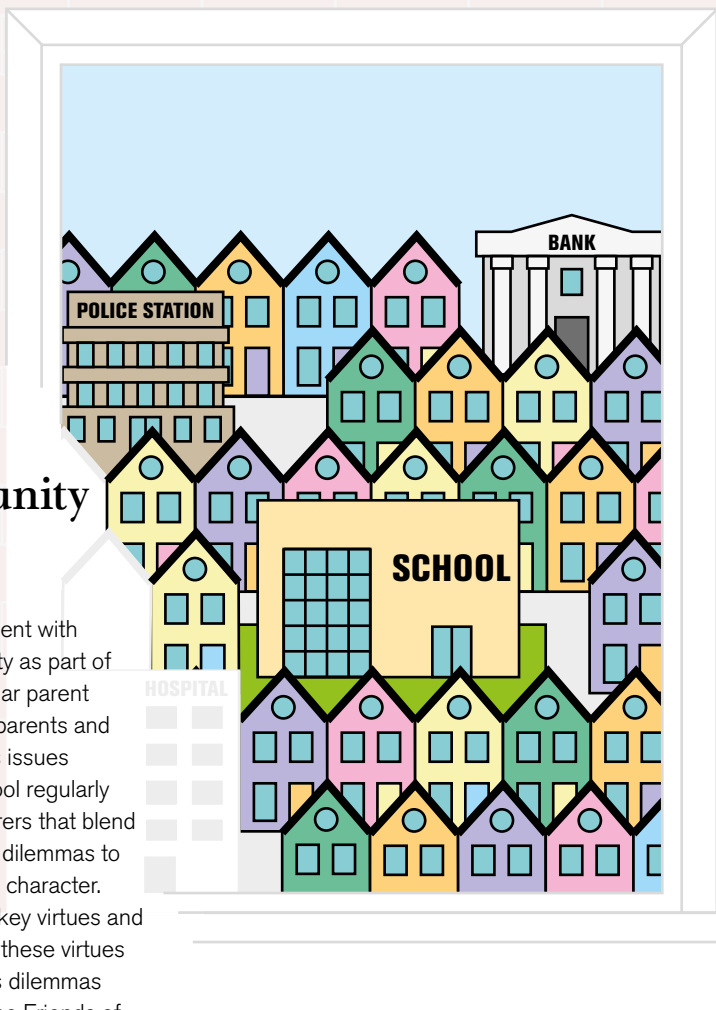 BANK
POLICE STATION
SCHOOL
HOSPITAL
unity
ent with
ty as part of
ar parent
parents and
s issues
ol regularly
rers that blend
dilemmas to
character.
key virtues and
these virtues
s dilemmas